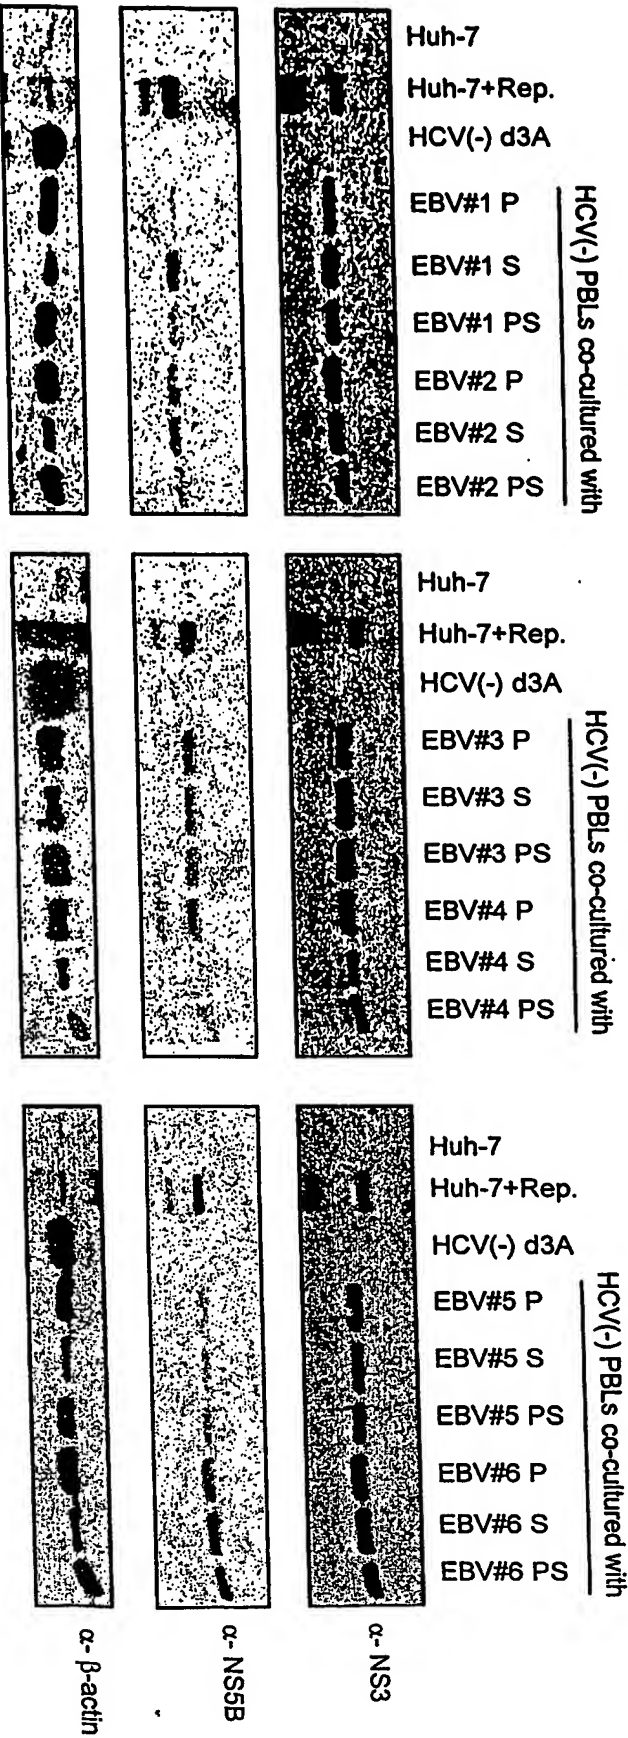 HCV(-) PBLs co-cultured with
Huh-7
Huh-7+Rep.
HCV(-) d3A
EBV#1 P
EBV#1 S
EBV#1 PS
EBV#2 P
EBV#2 S
EBV#2 PS
HCV(-) PBLs co-cultured with
Huh-7
Huh-7+Rep.
HCV(-) d3A
EBV#3 P
EBV#3 S
EBV#3 PS
EBV#4 P
EBV#4 S
EBV#4 PS
HCV(-) PBLs co-cultured with
Huh-7
Huh-7+Rep.
HCV(-) d3A
EBV#5 P
EBV#5 S
EBV#5 PS
EBV#6 P
EBV#6 S
EBV#6 PS
α- NS3
α- NS5B
α- β-actin